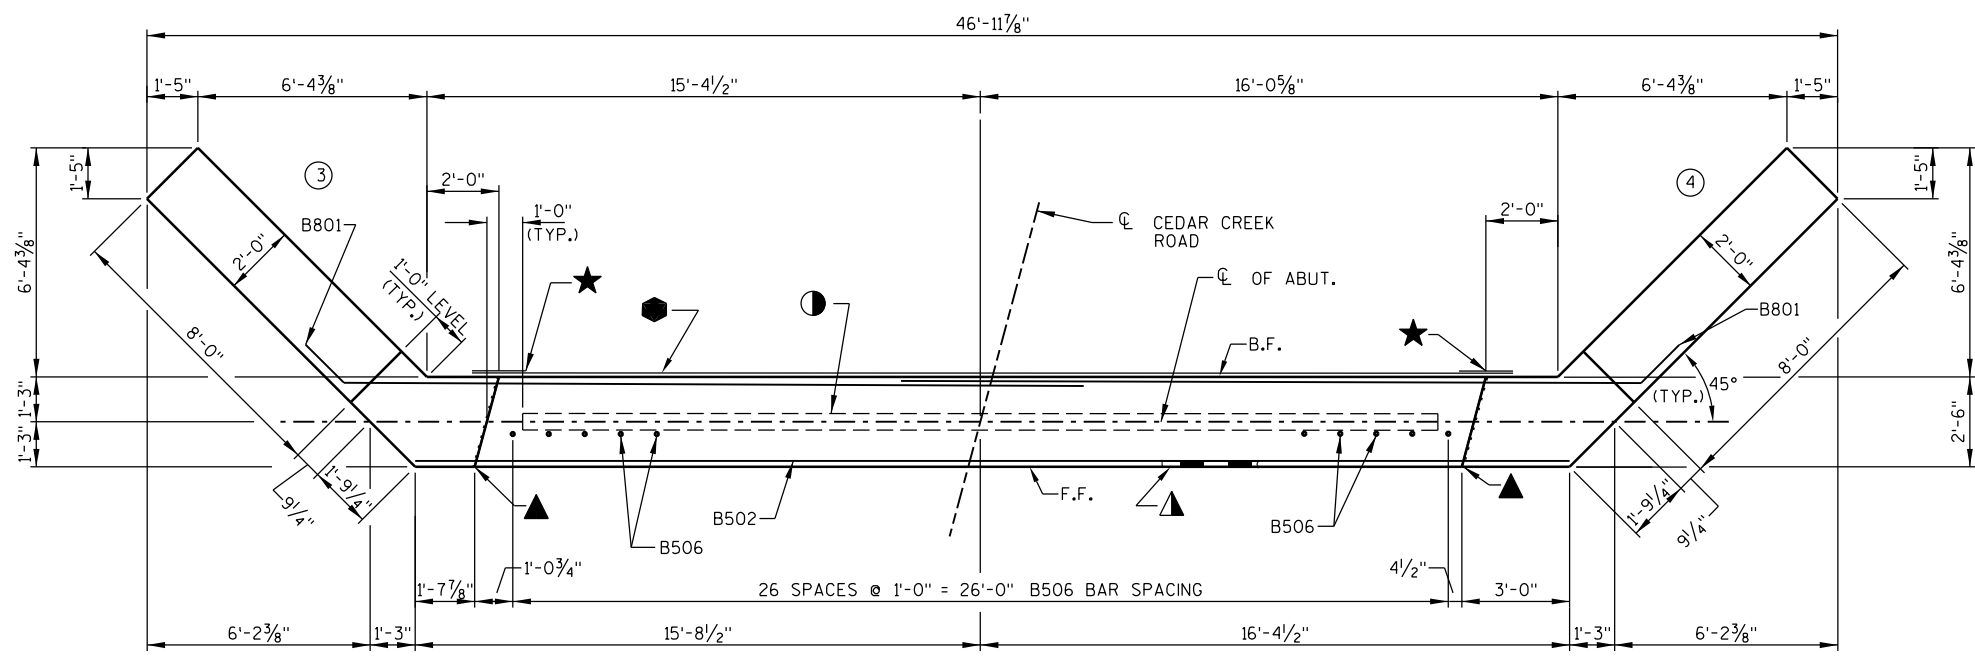 46'-11⅞"
1'-5"
6'-4⅜"
15'-4½"
16'-0⅝"
6'-4⅜"
1'-5"
1'-5"
3
2'-0"
4
2'-0"
1'-5"
B801
1'-0"
(TYP.)
℄ CEDAR CREEK
ROAD
6'-4⅜"
2'-0"
1'-0" LEVEL
(TYP.)
℄ OF ABUT.
2'-0"
6'-4⅜"
8'-0"
B.F.
B801
8'-0"
1'-3"
45°
(TYP.)
1'-3"
2'-6"
1'-9¼"
9¼"
B502
F.F.
B506
B506
1'-9¼"
9¼"
1'-7⅞"
1'-0¾"
26 SPACES @ 1'-0" = 26'-0" B506 BAR SPACING
4½"
3'-0"
6'-2⅜"
1'-3"
15'-8½"
16'-4½"
1'-3"
6'-2⅜"